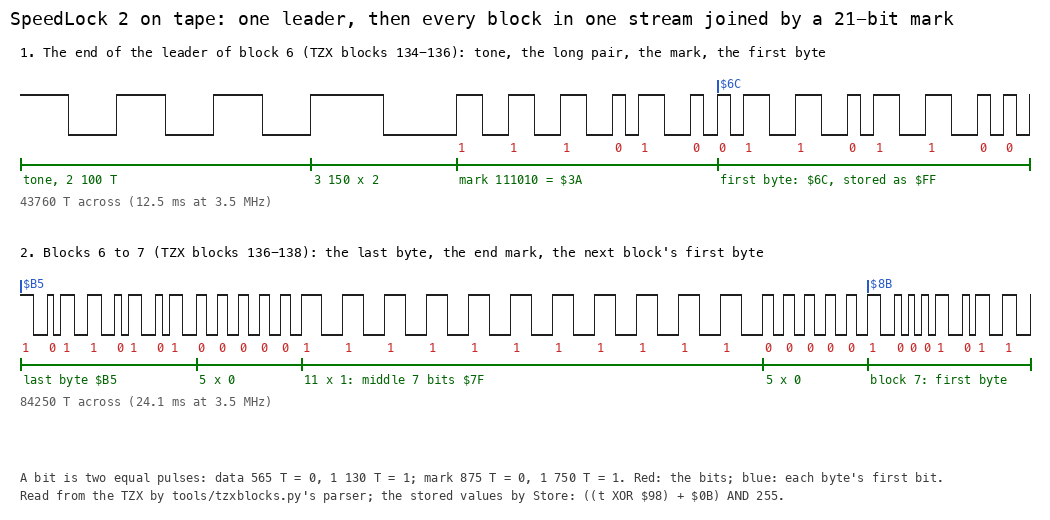 SpeedLock 2 on tape: one leader, then every block in one stream joined by a 21−bit mark
1. The end of the leader of block 6 (TZX blocks 134−136): tone, the long pair, the mark, the first byte
$6C
1 1 1 0 1 0 0 1 1 0 1 1 0 0
tone, 2 100 T 3 150 x 2 mark 111010 = $3A first byte: $6C, stored as $FF
43760 T across (12.5 ms at 3.5 MHz)
2. Blocks 6 to 7 (TZX blocks 136−138): the last byte, the end mark, the next block's first byte
$B5 $8B
1 0 1 1 0 1 0 1 0 0 0 0 0 1 1 1 1 1 1 1 1 1 1 1 0 0 0 0 0 1 0 0 0 1 0 1 1
last byte $B5 5 x 0 11 x 1: middle 7 bits $7F 5 x 0 block 7: first byte
84250 T across (24.1 ms at 3.5 MHz)
A bit is two equal pulses: data 565 T = 0, 1 130 T = 1; mark 875 T = 0, 1 750 T = 1. Red: the bits; blue: each byte's first bit.
Read from the TZX by tools/tzxblocks.py's parser; the stored values by Store: ((t XOR $98) + $0B) AND 255.